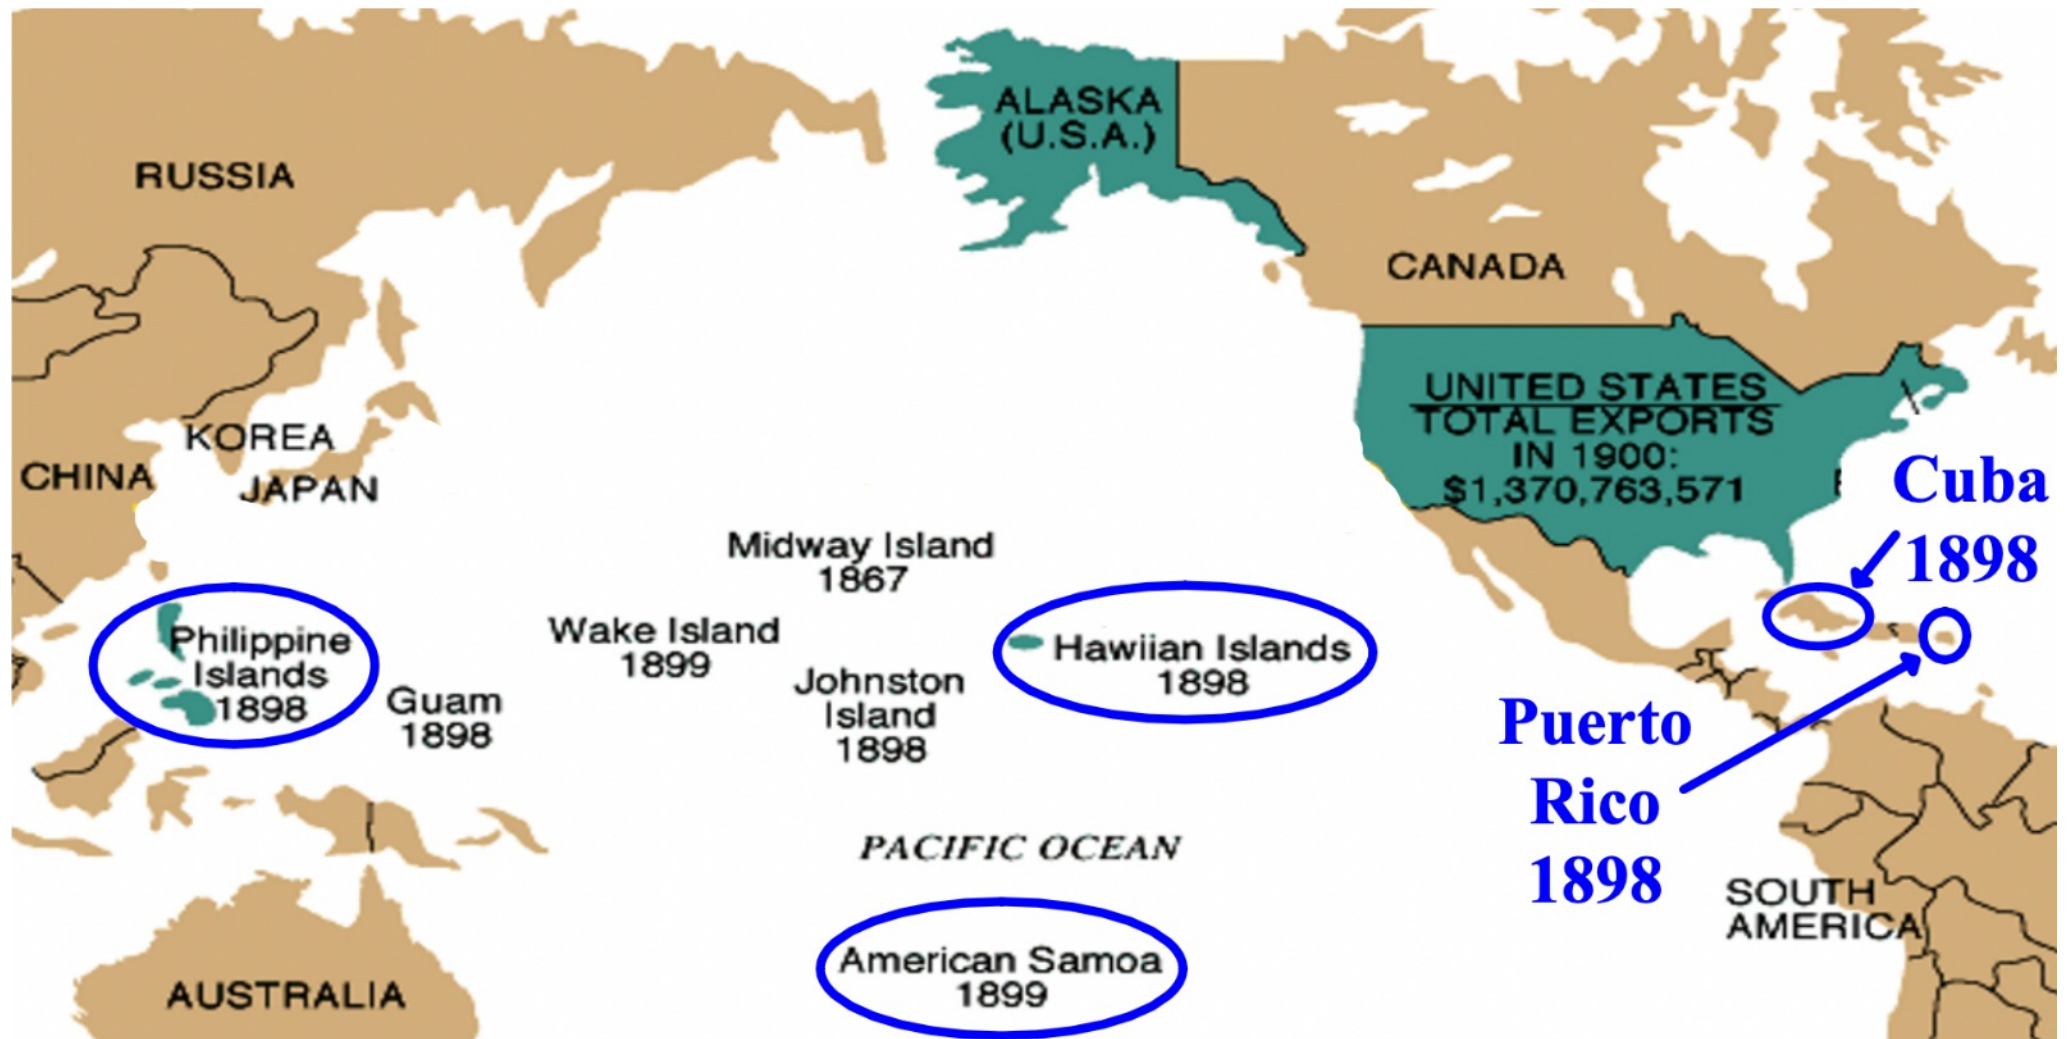 ALASKA
(U.S.A.)
RUSSIA
CANADA
UNITED STATES
TOTAL EXPORTS
IN 1900:
$1,370,763,571
KOREA
CHINA
JAPAN
Cuba
1898
Midway Island
1867
Wake Island
1899
Hawiian Islands
1898
Philippine
Islands
1898
Guam
1898
Johnston
Island
1898
Puerto
Rico
1898
PACIFIC OCEAN
SOUTH
AMERICA
American Samoa
1899
AUSTRALIA